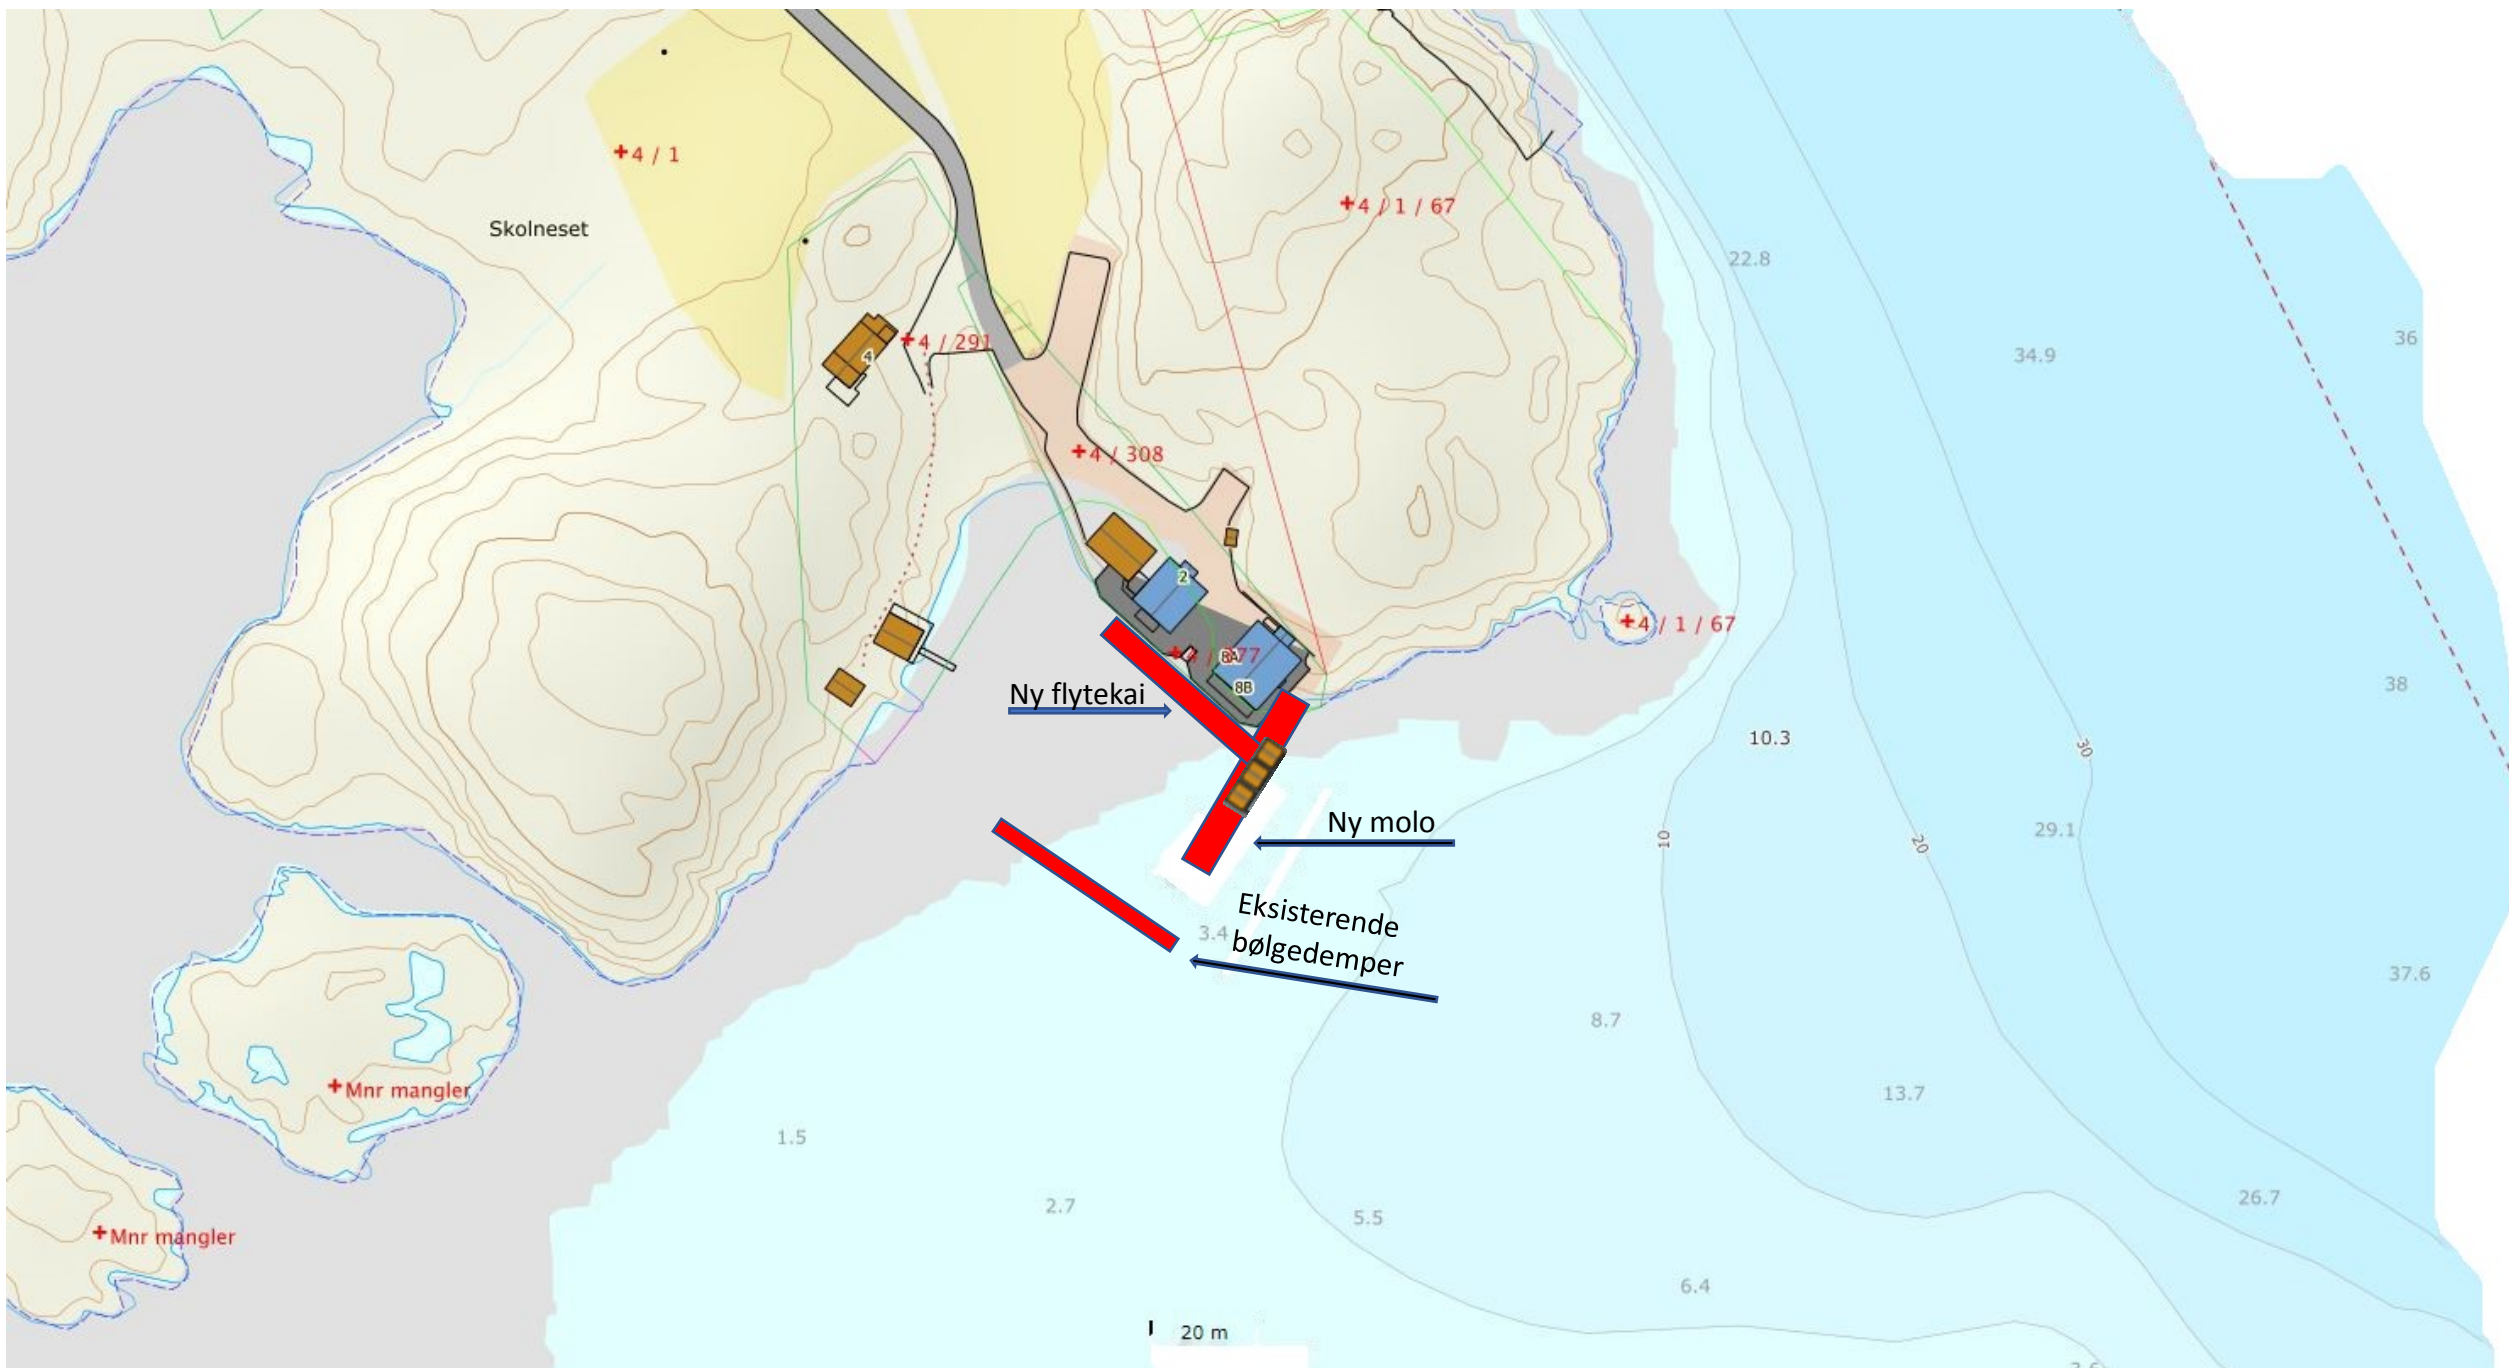 4 / 1
Skolneset
4 / 1 / 67
22.8
36
34.9
4
4 / 291
4 / 308
2
4 / 1 / 67
8A
77
8B
Ny flytekai
38
10.3
30
Ny molo
10
20
29.1
Eksisterende
bølgedemper
3.4
37.6
8.7
Mnr mangler
13.7
1.5
2.7
5.5
26.7
Mnr mangler
6.4
20 m